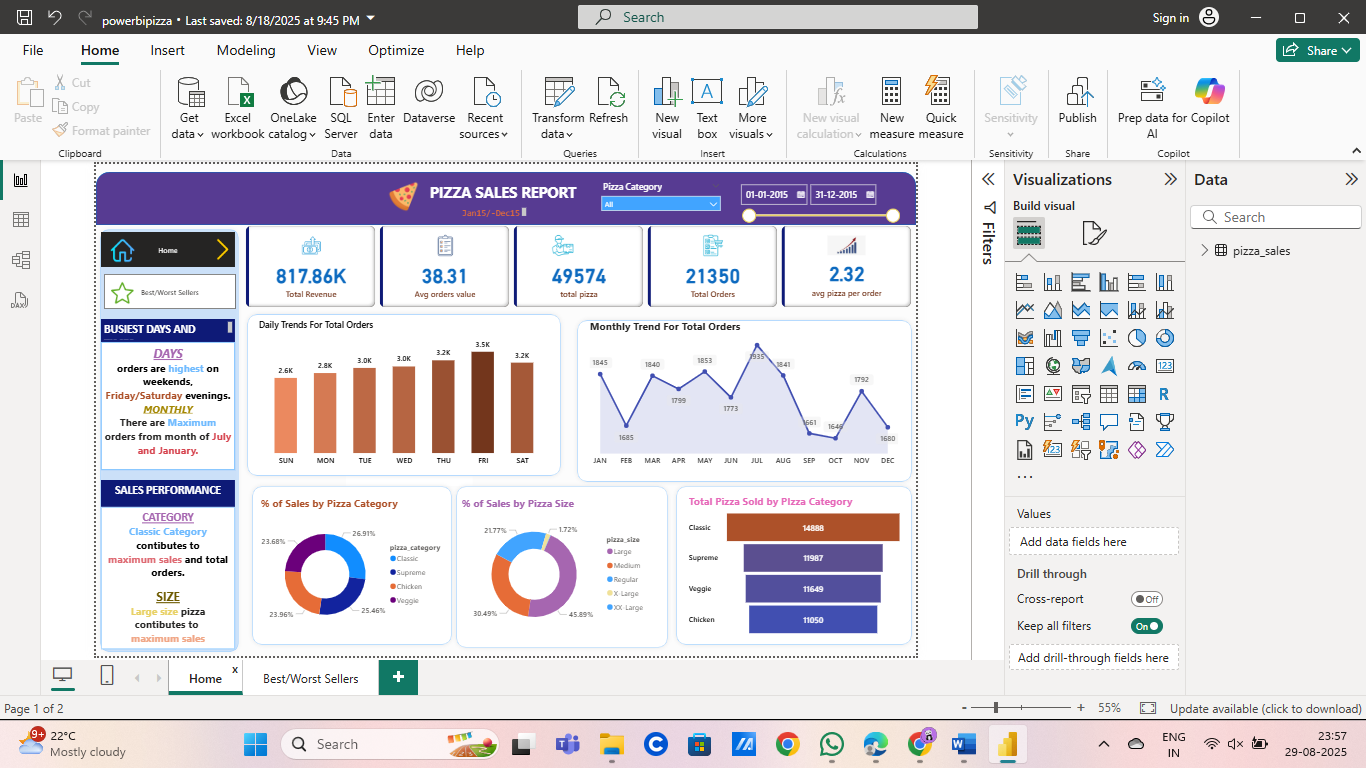 powerbipizza • Last saved: 8/18/2025 at 9:45 PM
Search
Sign in
File Home Insert Modeling View Optimize Help
Share
Paste
Cut
Copy
Format painter
Clipboard
Get data
Excel workbook
OneLake catalog
SQL Server
Enter data
Dataverse
Recent sources
Data
Transform data
Refresh
Queries
New visual
Text box
More visuals
Insert
New visual calculation
New measure
Quick measure
Calculations
Sensitivity
Sensitivity
Publish
Share
Prep data for AI
Copilot
Copilot
PIZZA SALES REPORT
Jan15/-Dec15
Pizza Category
All
01-01-2015
31-12-2015
Home
Best/Worst Sellers
BUSIEST DAYS AND
DAYS
orders are highest on
weekends,
Friday/Saturday evenings.
MONTHLY
There are Maximum
orders from month of July
and January.
SALES PERFORMANCE
CATEGORY
Classic Category
contibutes to
maximum sales and total
orders.
SIZE
Large size pizza
contibutes to
maximum sales
817.86K
Total Revenue
38.31
Avg orders value
49574
total pizza
21350
Total Orders
2.32
avg pizza per order
Daily Trends For Total Orders
2.6K 2.8K 3.0K 3.0K 3.2K 3.5K 3.2K
SUN MON TUE WED THU FRI SAT
Monthly Trend For Total Orders
1845 1685 1840 1799 1853 1773 1935 1841 1661 1646 1792 1680
JAN FEB MAR APR MAY JUN JUL AUG SEP OCT NOV DEC
% of Sales by Pizza Category
26.91%
25.46%
23.96%
23.68%
pizza_category
Classic
Supreme
Chicken
Veggie
% of Sales by Pizza Size
1.72%
45.89%
30.49%
21.77%
pizza_size
Large
Medium
Regular
X-Large
XX-Large
Total Pizza Sold by PIzza Category
Classic 14888
Supreme 11987
Veggie 11649
Chicken 11050
Filters
Visualizations
Build visual
R
Py
123
Values
Add data fields here
Drill through
Cross-report
Off
Keep all filters
On
Add drill-through fields here
Data
Search
pizza_sales
DAX
Home x
Best/Worst Sellers
+
Page 1 of 2
- + 55%
Update available (click to download)
9+
22°C
Mostly cloudy
Search
ENG
IN
23:57
29-08-2025